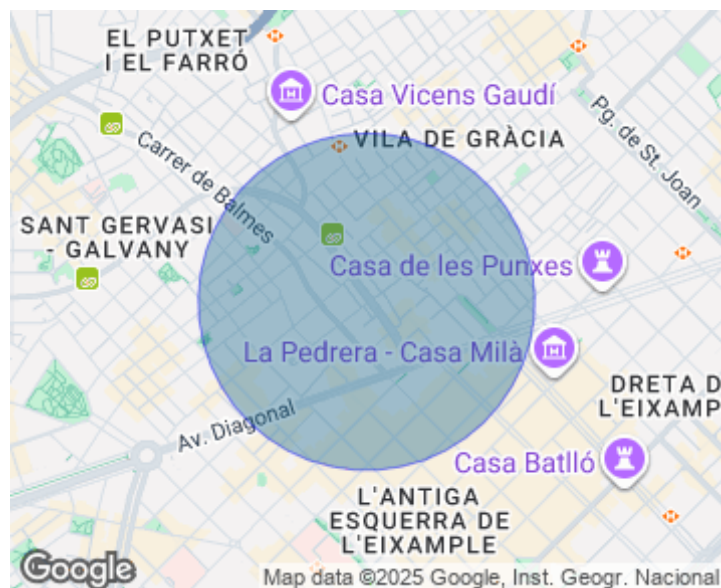 EL PUTXET
I EL FARRÓ
Casa Vicens Gaudí
Pg. de St. Joan
VILA DE GRÀCIA
Carrer de Balmes
SANT GERVASI
- GALVANY
Casa de les Punxes
La Pedrera - Casa Milà
DRETA D
L'EIXAMP
Av. Diagonal
Casa Batlló
L'ANTIGA
ESQUERRA DE
L'EIXAMPLE
Google
Map data ©2025 Google, Inst. Geogr. Nacional